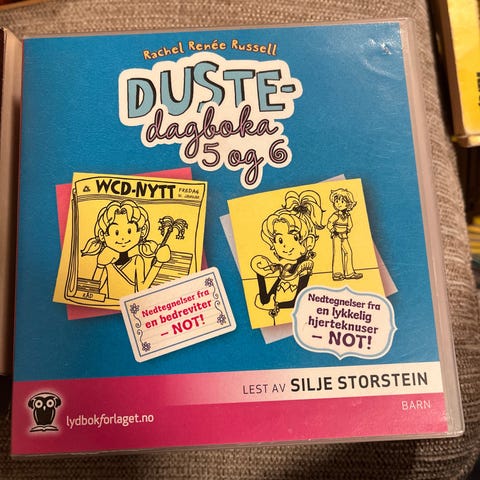 Rachel Renée Russell
DUSTE-
dagboka
5 og 6
WCD-NYTT
FREDAG
RÅD
Nedtegnelser fra
en bedreviter
– NOT!
Nedtegnelser fra
en lykkelig
hjerteknuser
– NOT!
LEST AV SILJE STORSTEIN
BARN
lydbokforlaget.no